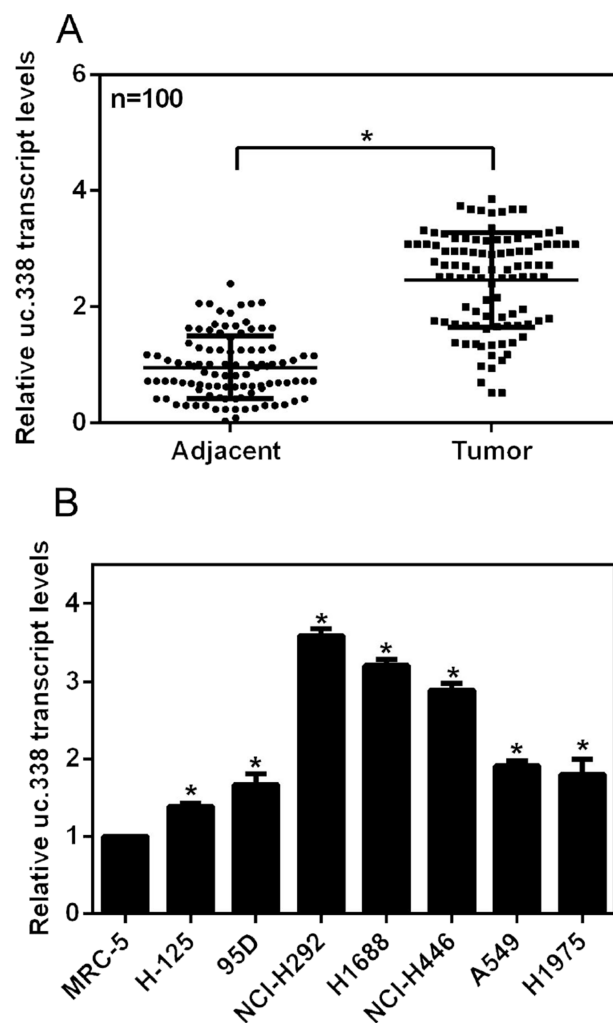 A
Relative uc.338 transcript levels
6
4
2
0
n=100
*
Adjacent Tumor
B
Relative uc.338 transcript levels
4
3
2
1
0
* * * * * * *
MRC-5 H-125 95D NCI-H292 H1688 NCI-H446 A549 H1975